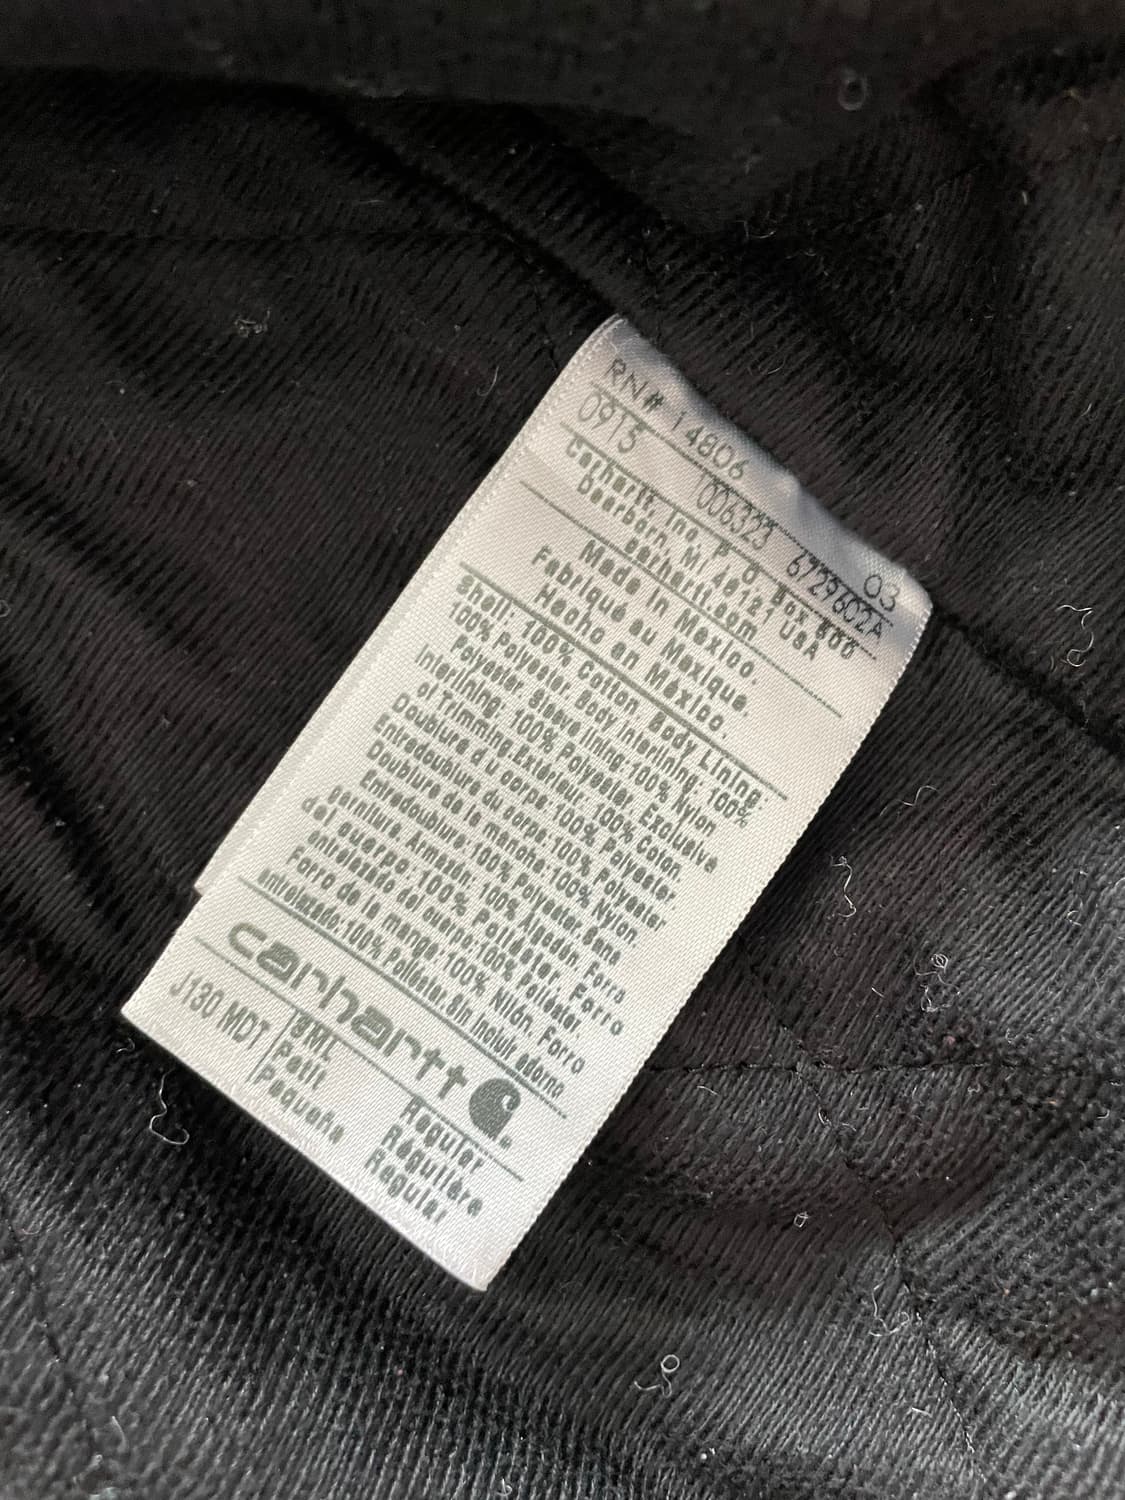 RN# 14806 03
0915 1006323 6729602A
Carhartt, Inc. P.O. Box 600
Dearborn, MI 48121 USA
carhartt.com
Made in Mexico.
Fabriqué au Mexique.
Hecho en México.
Shell: 100% Cotton. Body Lining:
100% Polyester. Body Interlining: 100%
Polyester. Sleeve lining:100% Nylon
Interlining: 100% Polyester. Exclusive
of Trimming.Extérieur: 100% Coton.
Doublure d u corps: 100% Polyester.
Entredoublure du corps:100% Polyester
Doublure de la manche:100% Nylon.
Entredoublure:100% Polyester.Sans
garniture. Armazón: 100% Algodón. Forro
del cuerpo: 100% Poliéster. Forro
entrelazado del cuerpo:100% Poliéster.
Forro de la manga:100% Nilón. Forro
entrelazado:100% Poliéster.Sin incluir adorno.
carhartt
J130 MDT
SML Regular
Petit Régulière
Pequeña Regular